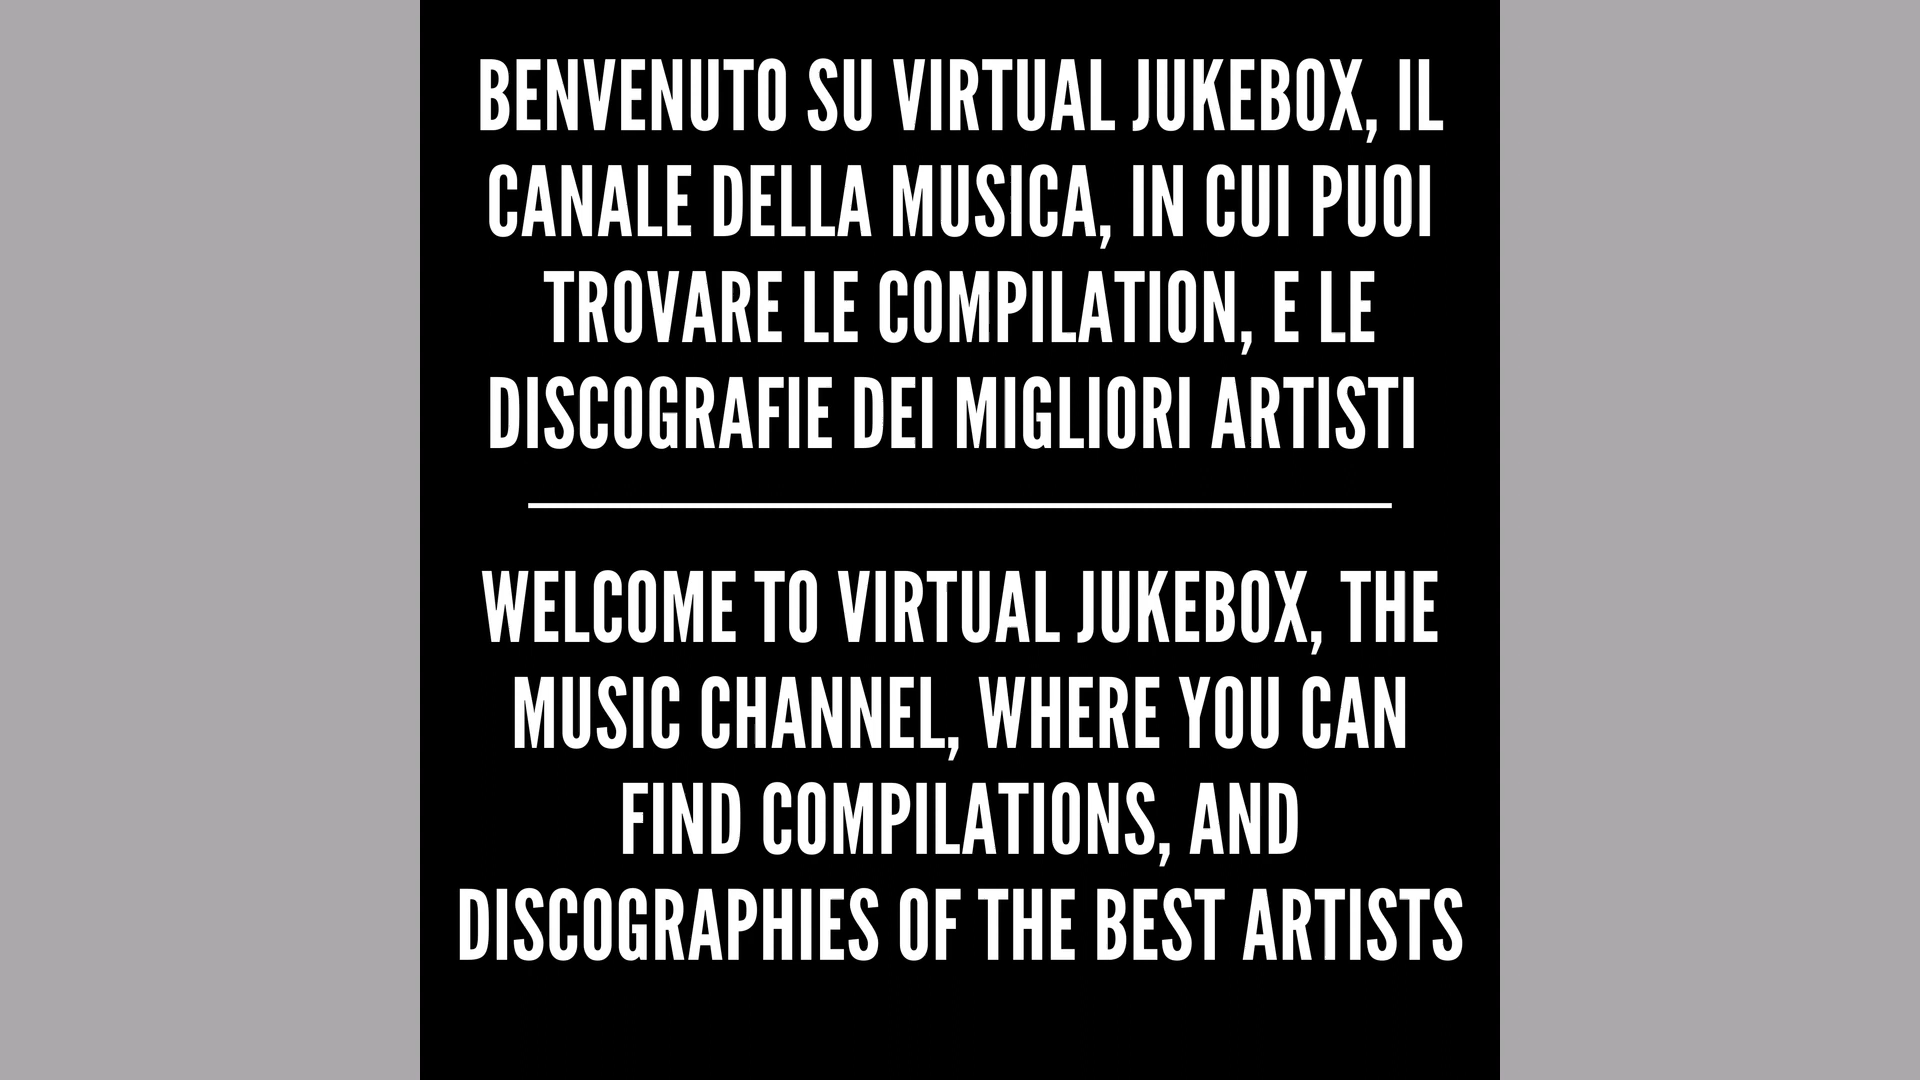 BENVENUTO SU VIRTUAL JUKEBOX, IL
CANALE DELLA MUSICA, IN CUI PUOI
TROVARE LE COMPILATION, E LE
DISCOGRAFIE DEI MIGLIORI ARTISTI
WELCOME TO VIRTUAL JUKEBOX, THE
MUSIC CHANNEL, WHERE YOU CAN
FIND COMPILATIONS, AND
DISCOGRAPHIES OF THE BEST ARTISTS